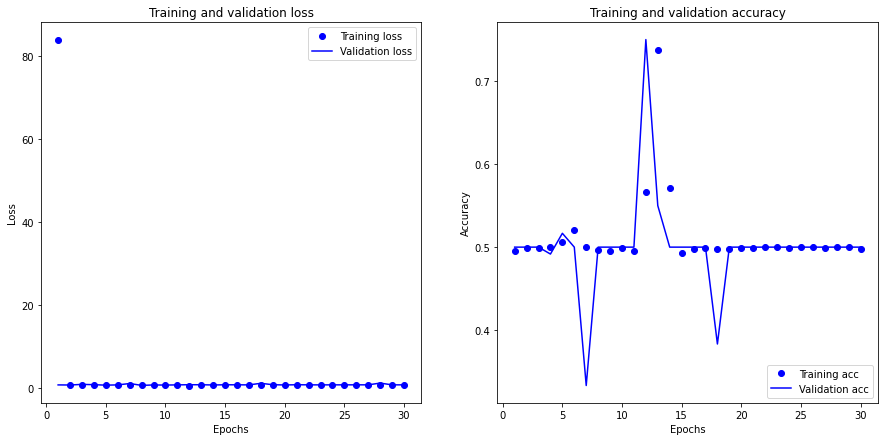 Training and validation loss
Training loss
Validation loss
Loss
80
60
40
20
0
0 5 10 15 20 25 30
Epochs
Training and validation accuracy
Accuracy
0.7
0.6
0.5
0.4
Training acc
Validation acc
0 5 10 15 20 25 30
Epochs